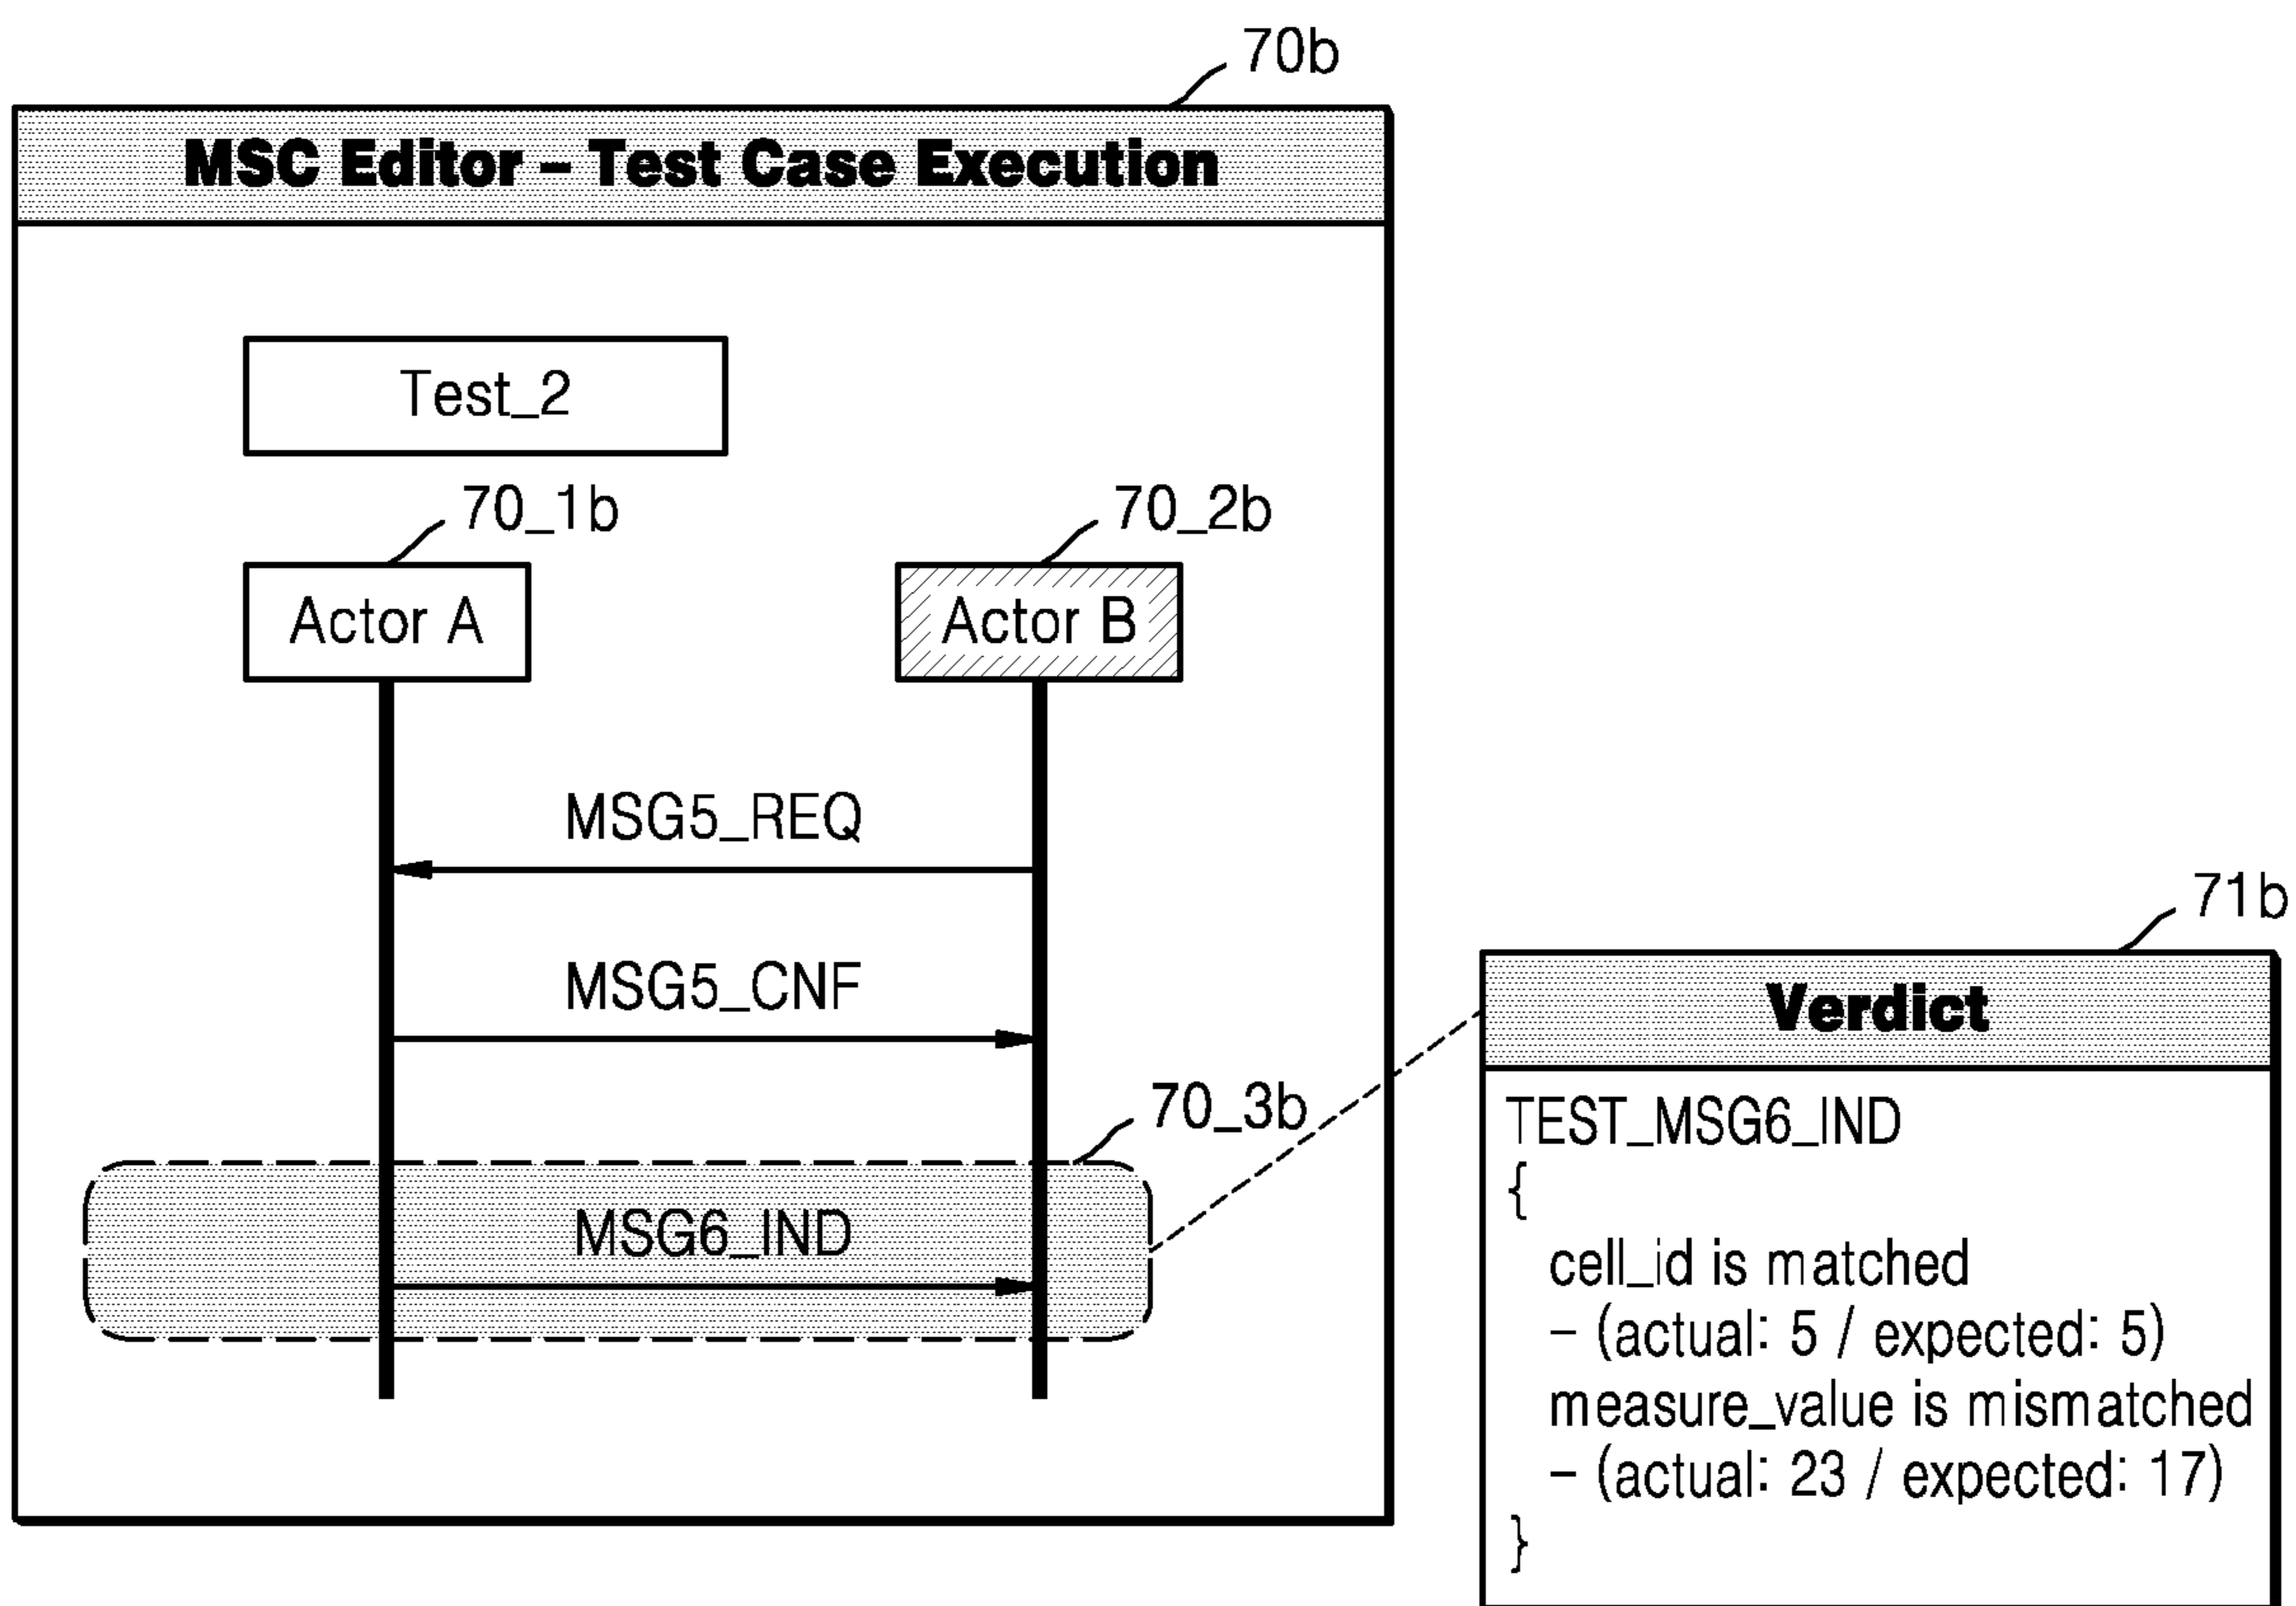 70b
MSC Editor – Test Case Execution
Test_2
70_1b
70_2b
Actor A
Actor B
MSG5_REQ
MSG5_CNF
70_3b
MSG6_IND
71b
Verdict
TEST_MSG6_IND
{
cell_id is matched
– (actual: 5 / expected: 5)
measure_value is mismatched
– (actual: 23 / expected: 17)
}